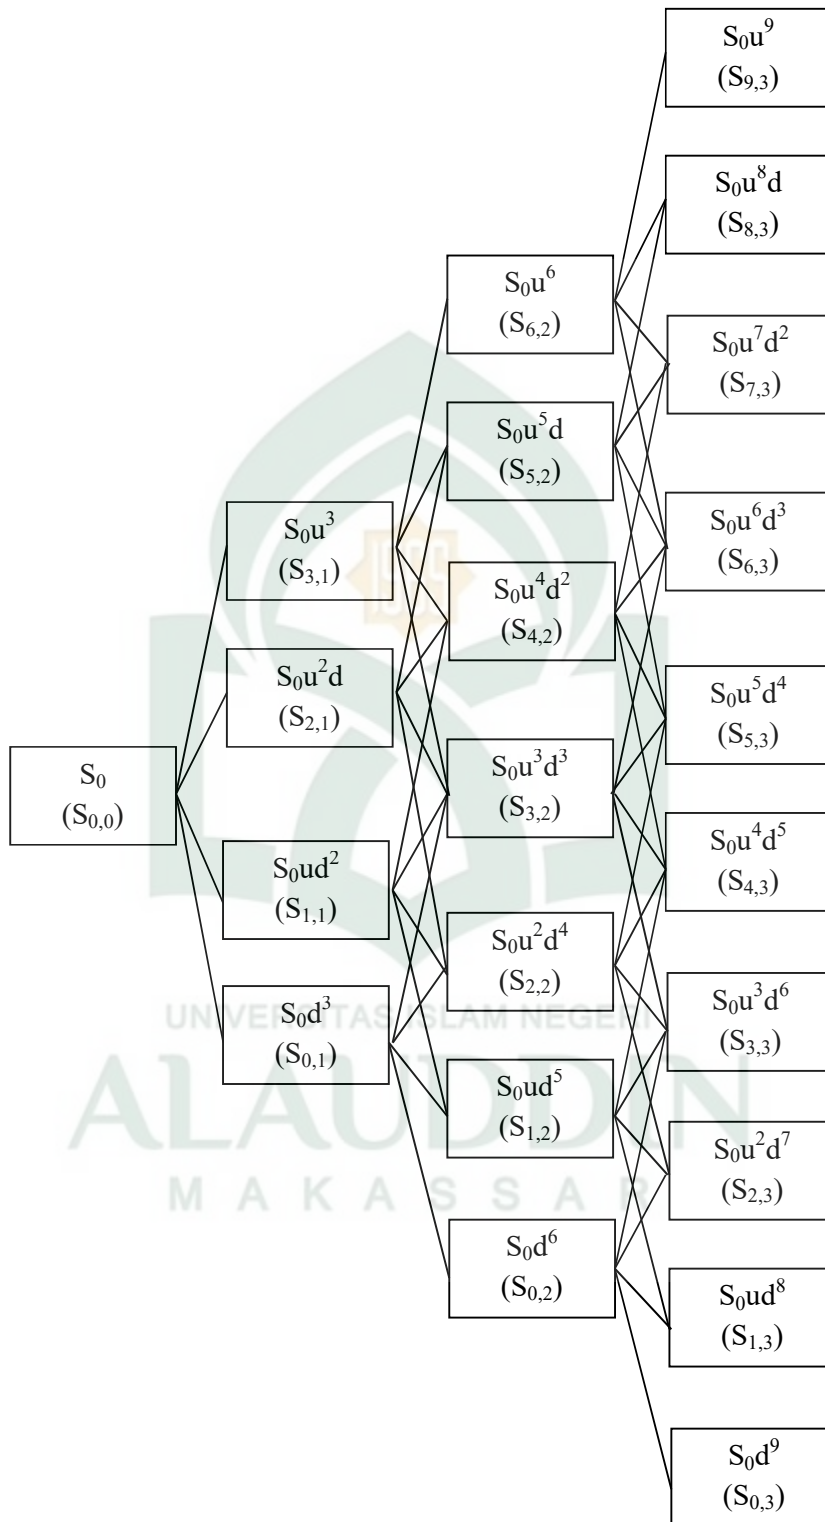 S₀
(S₀,₀)
S₀u³
(S₃,₁)
S₀u²d
(S₂,₁)
S₀ud²
(S₁,₁)
S₀d³
(S₀,₁)
S₀u⁶
(S₆,₂)
S₀u⁵d
(S₅,₂)
S₀u⁴d²
(S₄,₂)
S₀u³d³
(S₃,₂)
S₀u²d⁴
(S₂,₂)
S₀ud⁵
(S₁,₂)
S₀d⁶
(S₀,₂)
S₀u⁹
(S₉,₃)
S₀u⁸d
(S₈,₃)
S₀u⁷d²
(S₇,₃)
S₀u⁶d³
(S₆,₃)
S₀u⁵d⁴
(S₅,₃)
S₀u⁴d⁵
(S₄,₃)
S₀u³d⁶
(S₃,₃)
S₀u²d⁷
(S₂,₃)
S₀ud⁸
(S₁,₃)
S₀d⁹
(S₀,₃)
1965
UNIVERSITAS ISLAM NEGERI
ALAUDDIN
MAKASSAR